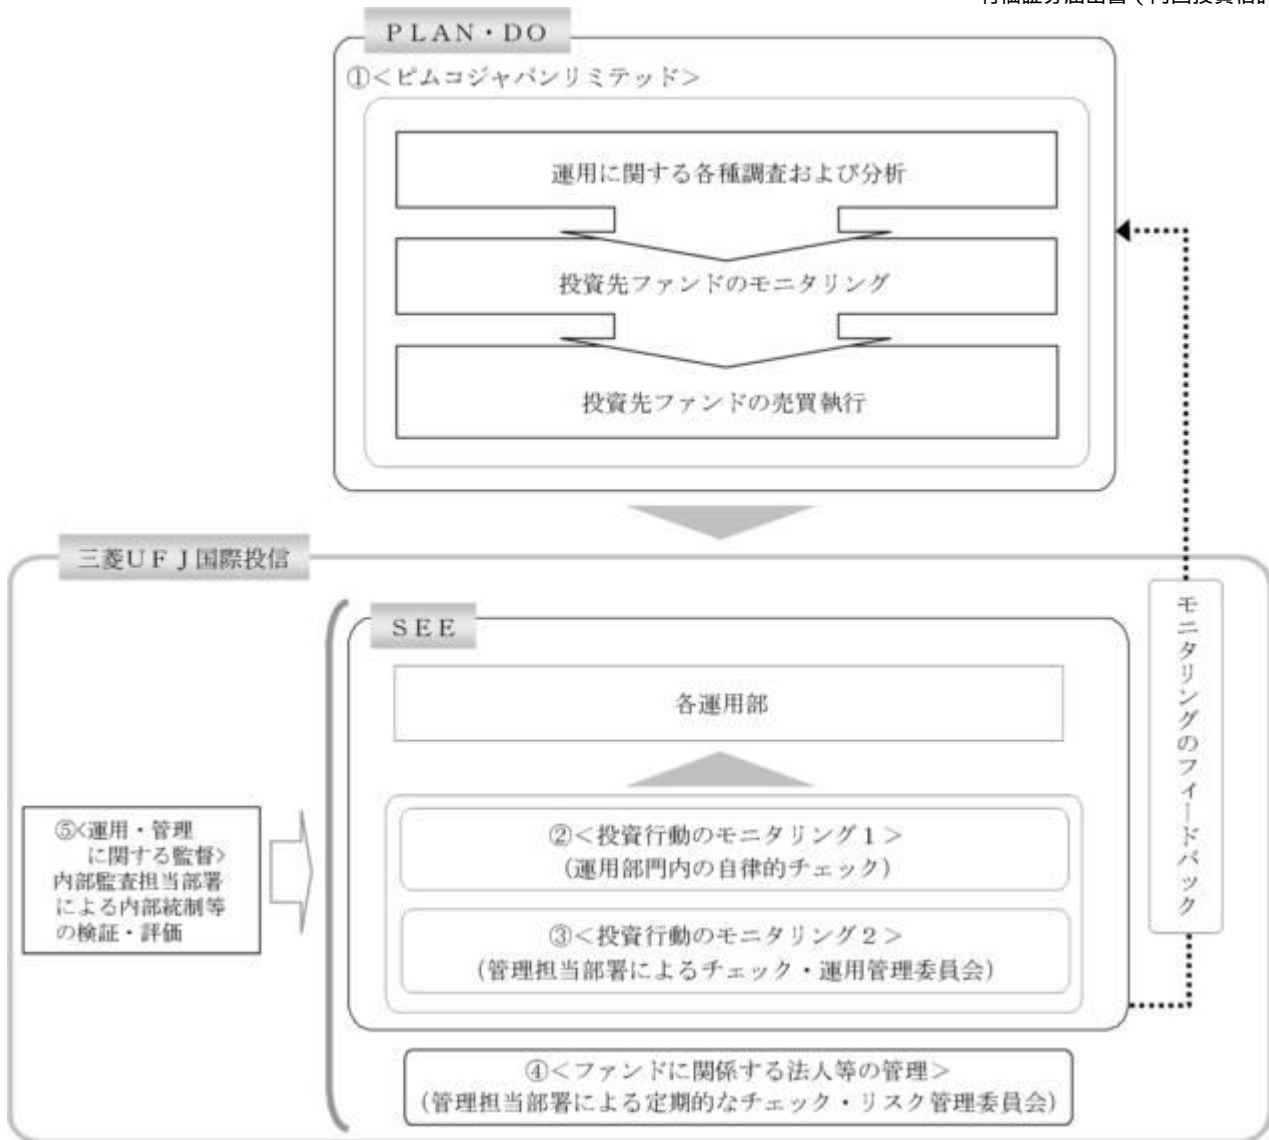 PLAN・DO
①＜ピムコジャパンリミテッド＞
運用に関する各種調査および分析
投資先ファンドのモニタリング
投資先ファンドの売買執行
三菱ＵＦＪ国際投信
SEE
各運用部
②＜投資行動のモニタリング１＞
（運用部門内の自律的チェック）
③＜投資行動のモニタリング２＞
（管理担当部署によるチェック・運用管理委員会）
④＜ファンドに関係する法人等の管理＞
（管理担当部署による定期的なチェック・リスク管理委員会）
⑤＜運用・管理
に関する監督＞
内部監査担当部署
による内部統制等
の検証・評価
モニタリングのフィードバック